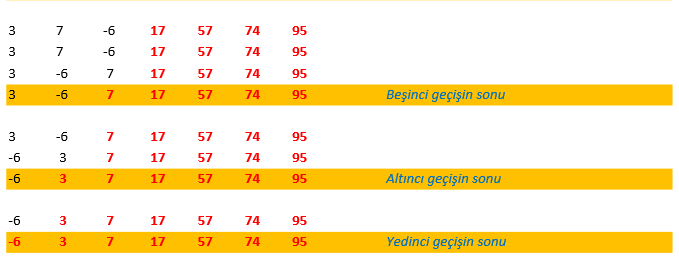 3 7 -6 17 57 74 95
3 7 -6 17 57 74 95
3 -6 7 17 57 74 95
3 -6 7 17 57 74 95 Beşinci geçişin sonu
3 -6 7 17 57 74 95
-6 3 7 17 57 74 95
-6 3 7 17 57 74 95 Altıncı geçişin sonu
-6 3 7 17 57 74 95
-6 3 7 17 57 74 95 Yedinci geçişin sonu